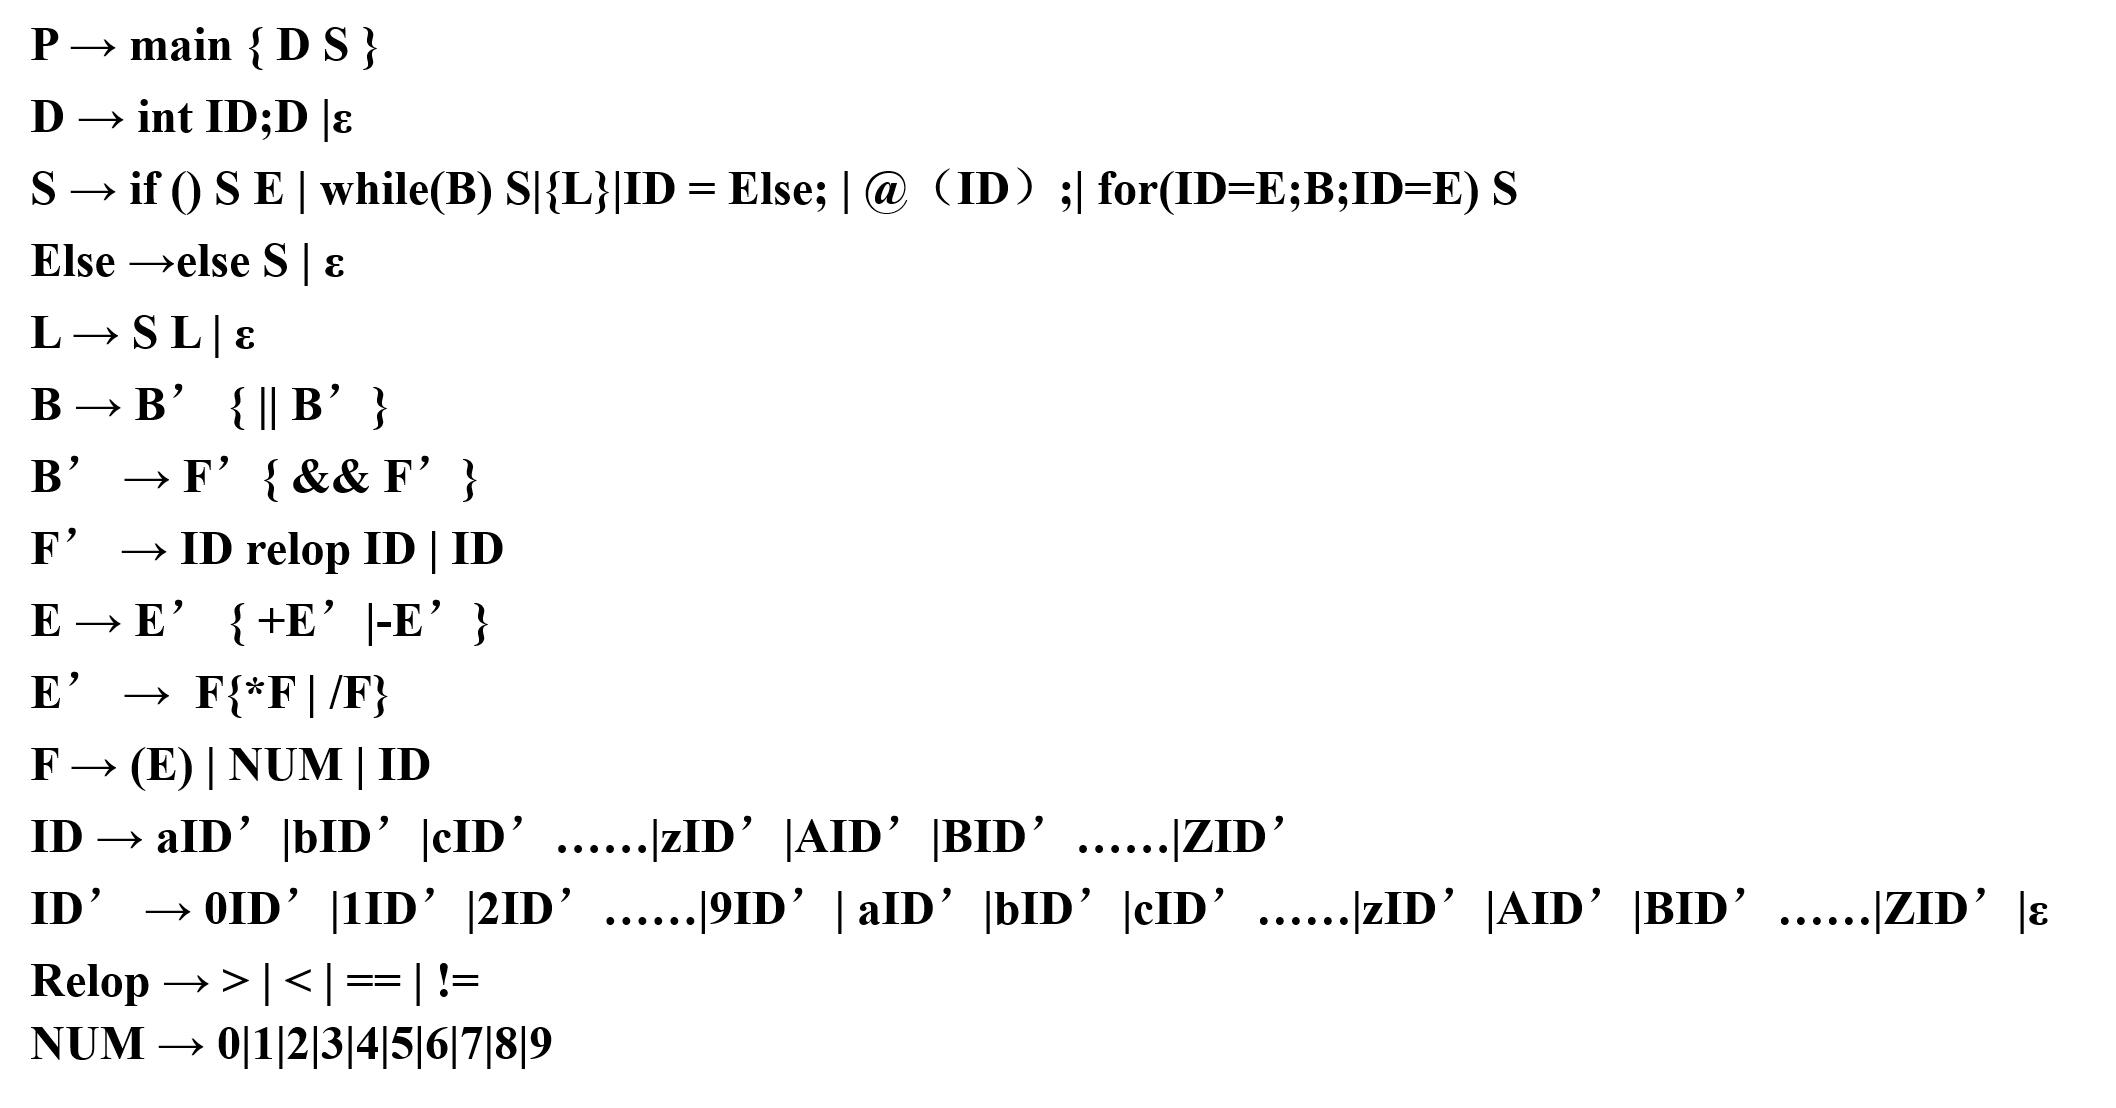 P → main { D S }
D → int ID;D |ε
S → if () S E | while(B) S|{L}|ID = Else; | @（ID）;| for(ID=E;B;ID=E) S
Else →else S | ε
L → S L | ε
B → B’ { || B’ }
B’ → F’ { && F’ }
F’ → ID relop ID | ID
E → E’ { +E’ |-E’ }
E’ → F{*F | /F}
F → (E) | NUM | ID
ID → aID’ |bID’ |cID’ ……|zID’ |AID’ |BID’ ……|ZID’
ID’ → 0ID’ |1ID’ |2ID’ ……|9ID’ | aID’ |bID’ |cID’ ……|zID’ |AID’ |BID’ ……|ZID’ |ε
Relop → > | < | == | !=
NUM → 0|1|2|3|4|5|6|7|8|9